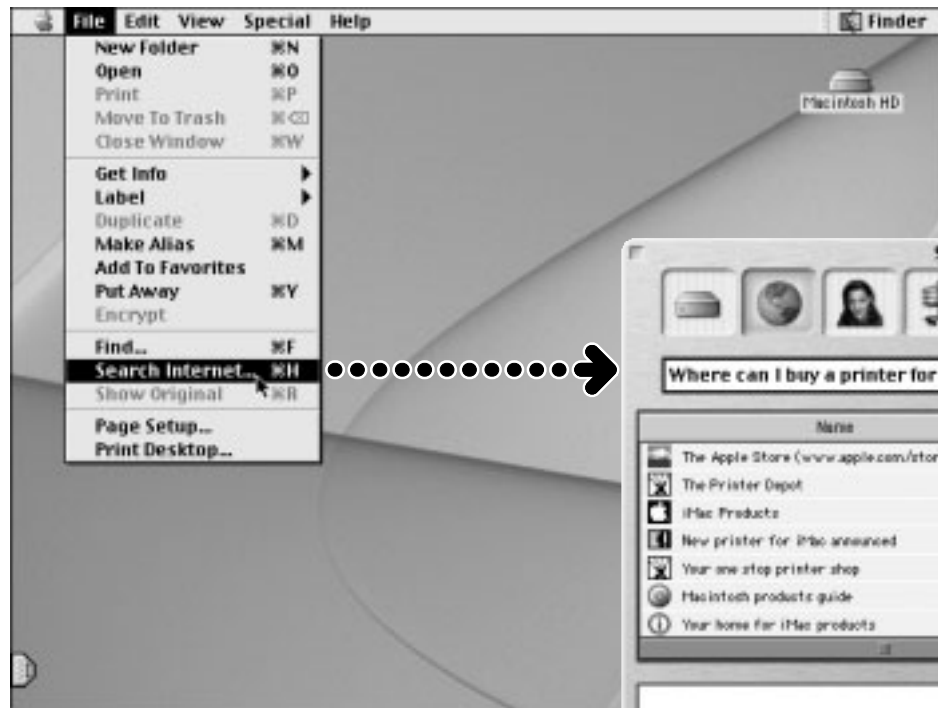 File Edit View Special Help Finder
New Folder ⌘N
Open ⌘O
Print ⌘P
Move To Trash ⌘⌫
Close Window ⌘W
Get Info
Label
Duplicate ⌘D
Make Alias ⌘M
Add To Favorites
Put Away ⌘Y
Encrypt
Find... ⌘F
Search Internet... ⌘H
Show Original ⌘R
Page Setup...
Print Desktop...
Macintosh HD
Where can I buy a printer for
Name
The Apple Store (www.apple.com/stor
The Printer Depot
iMac Products
New printer for iMac announced
Your one stop printer shop
Macintosh products guide
Your home for iMac products